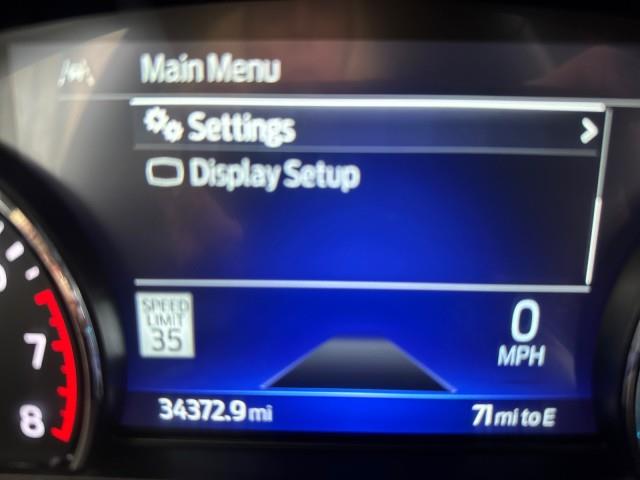 Main Menu
Settings
Display Setup
SPEED
LIMIT
35
0
MPH
7
8
34372.9 mi
71 mi to E